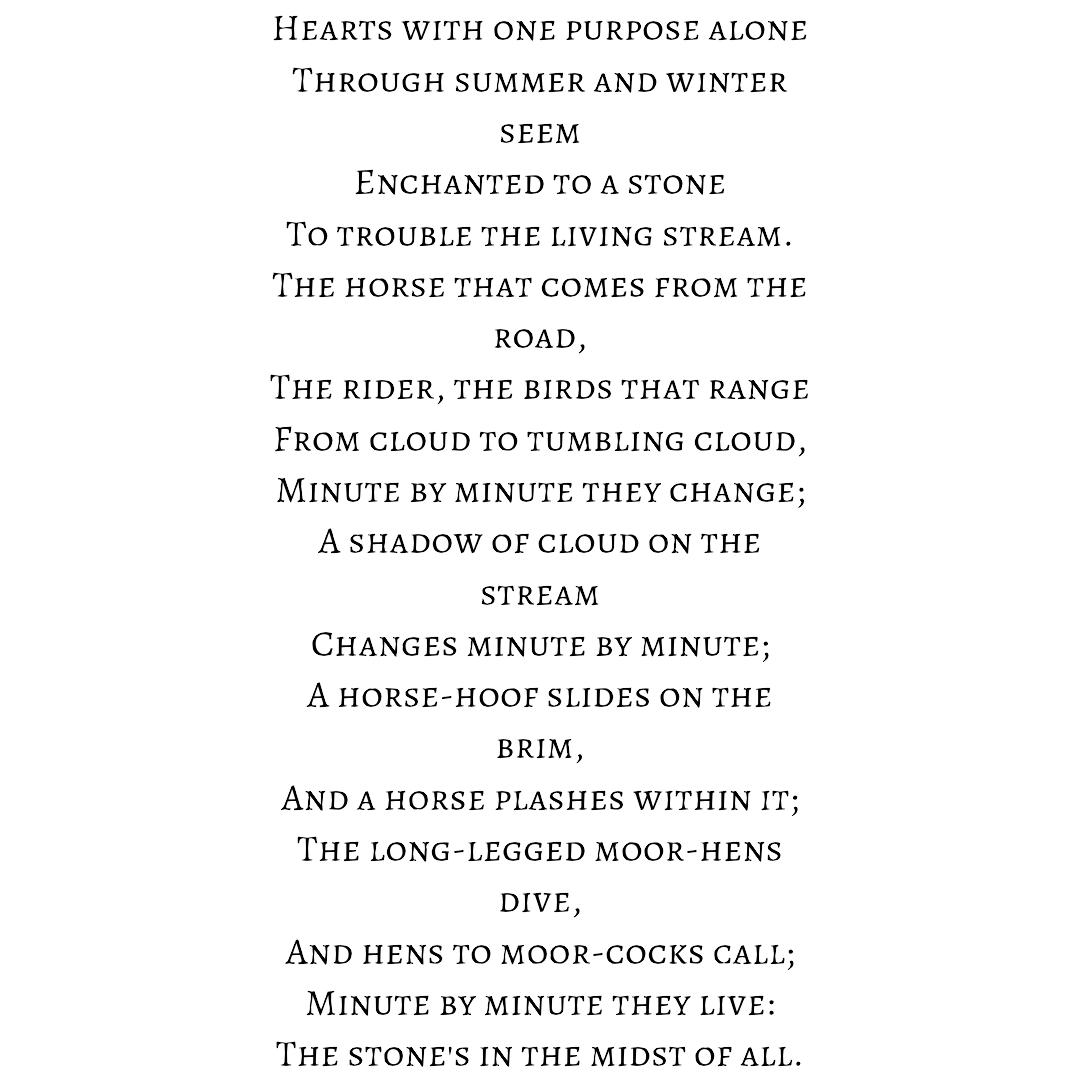 Hearts with one purpose alone
Through summer and winter
seem
Enchanted to a stone
To trouble the living stream.
The horse that comes from the
road,
The rider, the birds that range
From cloud to tumbling cloud,
Minute by minute they change;
A shadow of cloud on the
stream
Changes minute by minute;
A horse-hoof slides on the
brim,
And a horse plashes within it;
The long-legged moor-hens
dive,
And hens to moor-cocks call;
Minute by minute they live:
The stone's in the midst of all.